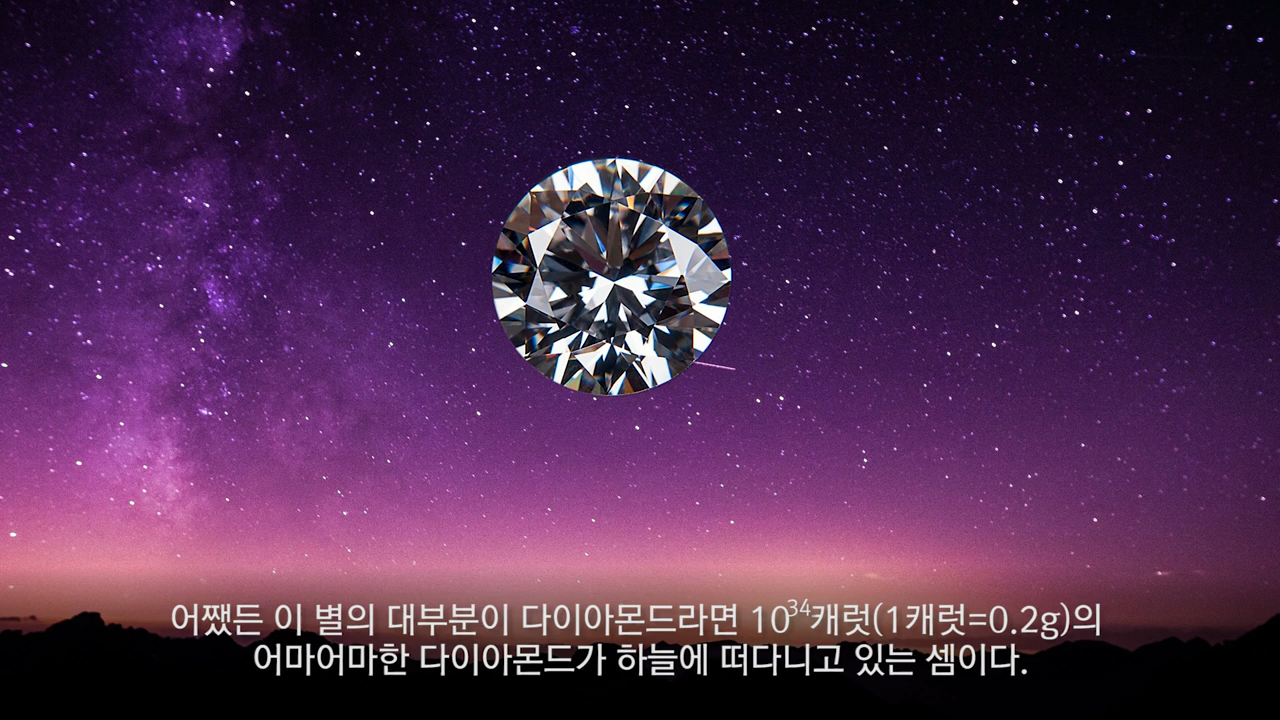 어쨌든 이 별의 대부분이 다이아몬드라면 10³⁴캐럿(1캐럿=0.2g)의
어마어마한 다이아몬드가 하늘에 떠다니고 있는 셈이다.